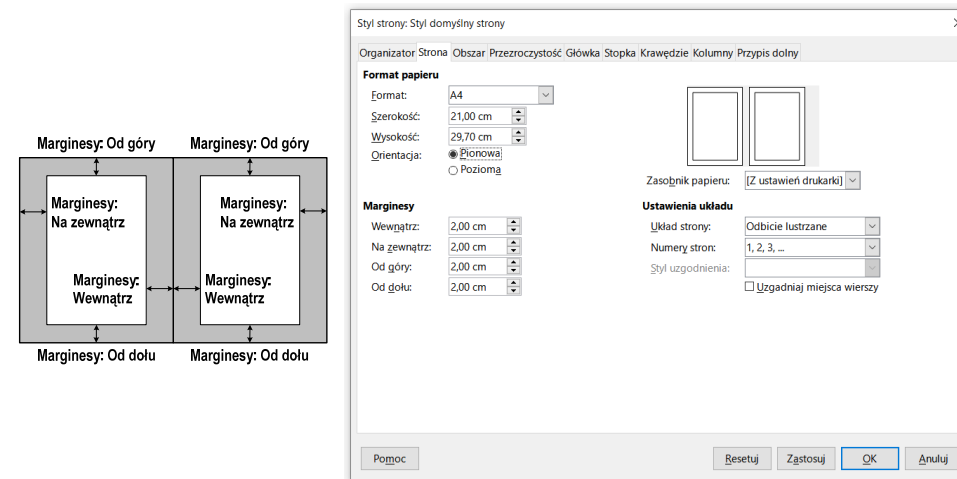 Marginesy: Od góry
Marginesy: Od góry
Marginesy:
Na zewnątrz
Marginesy:
Na zewnątrz
Marginesy:
Wewnątrz
Marginesy:
Wewnątrz
Marginesy: Od dołu
Marginesy: Od dołu
Styl strony: Styl domyślny strony
Organizator Strona Obszar Przezroczystość Główka Stopka Krawędzie Kolumny Przypis dolny
Format papieru
Format: A4
Szerokość: 21,00 cm
Wysokość: 29,70 cm
Orientacja: Pionowa
Pozioma
Zasobnik papieru: [Z ustawień drukarki]
Marginesy
Wewnątrz: 2,00 cm
Na zewnątrz: 2,00 cm
Od góry: 2,00 cm
Od dołu: 2,00 cm
Ustawienia układu
Układ strony: Odbicie lustrzane
Numery stron: 1, 2, 3, ...
Styl uzgodnienia:
Uzgadniaj miejsca wierszy
Pomoc Resetuj Zastosuj OK Anuluj